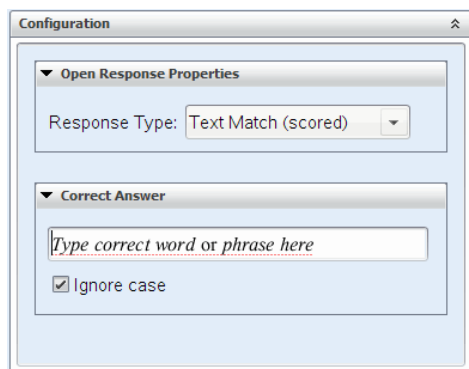 Configuration
Open Response Properties
Response Type: Text Match (scored)
Correct Answer
Type correct word or phrase here
Ignore case